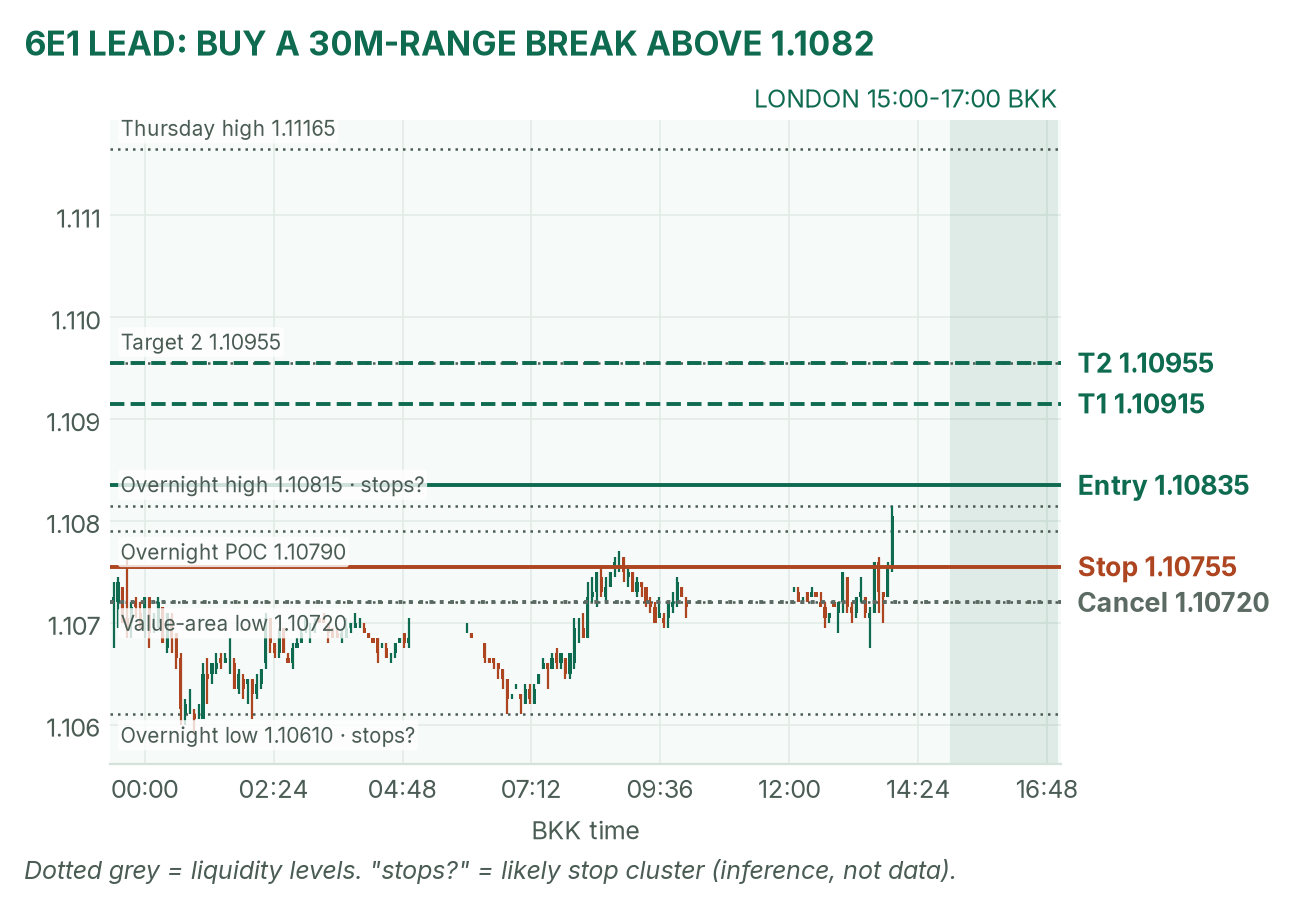 6E1 LEAD: BUY A 30M-RANGE BREAK ABOVE 1.1082
LONDON 15:00-17:00 BKK
Thursday high 1.11165
1.111
1.110
Target 2 1.10955
T2 1.10955
T1 1.10915
1.109
Overnight high 1.10815 · stops?
Entry 1.10835
1.108
Overnight POC 1.10790
Stop 1.10755
Cancel 1.10720
1.107
Value-area low 1.10720
1.106
Overnight low 1.10610 · stops?
00:00 02:24 04:48 07:12 09:36 12:00 14:24 16:48
BKK time
Dotted grey = liquidity levels. "stops?" = likely stop cluster (inference, not data).